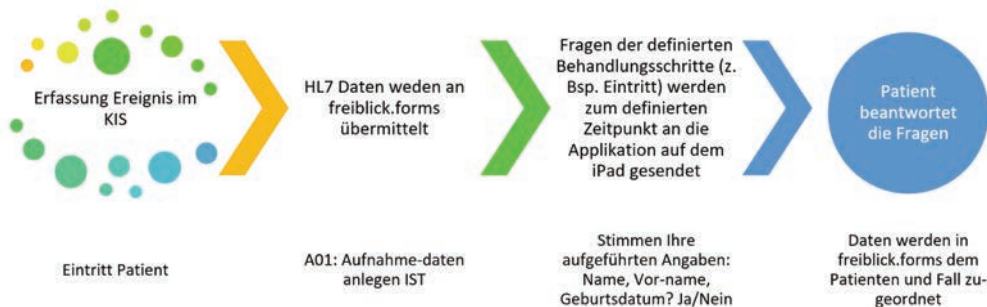 Erfassung Ereignis im
KIS
HL7 Daten weden an
freiblick.forms
übermittelt
Fragen der definierten
Behandlungsschritte (z.
Bsp. Eintritt) werden
zum definierten
Zeitpunkt an die
Applikation auf dem
iPad gesendet
Patient
beantwortet
die Fragen
Eintritt Patient
A01: Aufnahme-daten
anlegen IST
Stimmen Ihre
aufgeführten Angaben:
Name, Vor-name,
Geburtsdatum? Ja/Nein
Daten werden in
freiblick.forms dem
Patienten und Fall zu-
geordnet